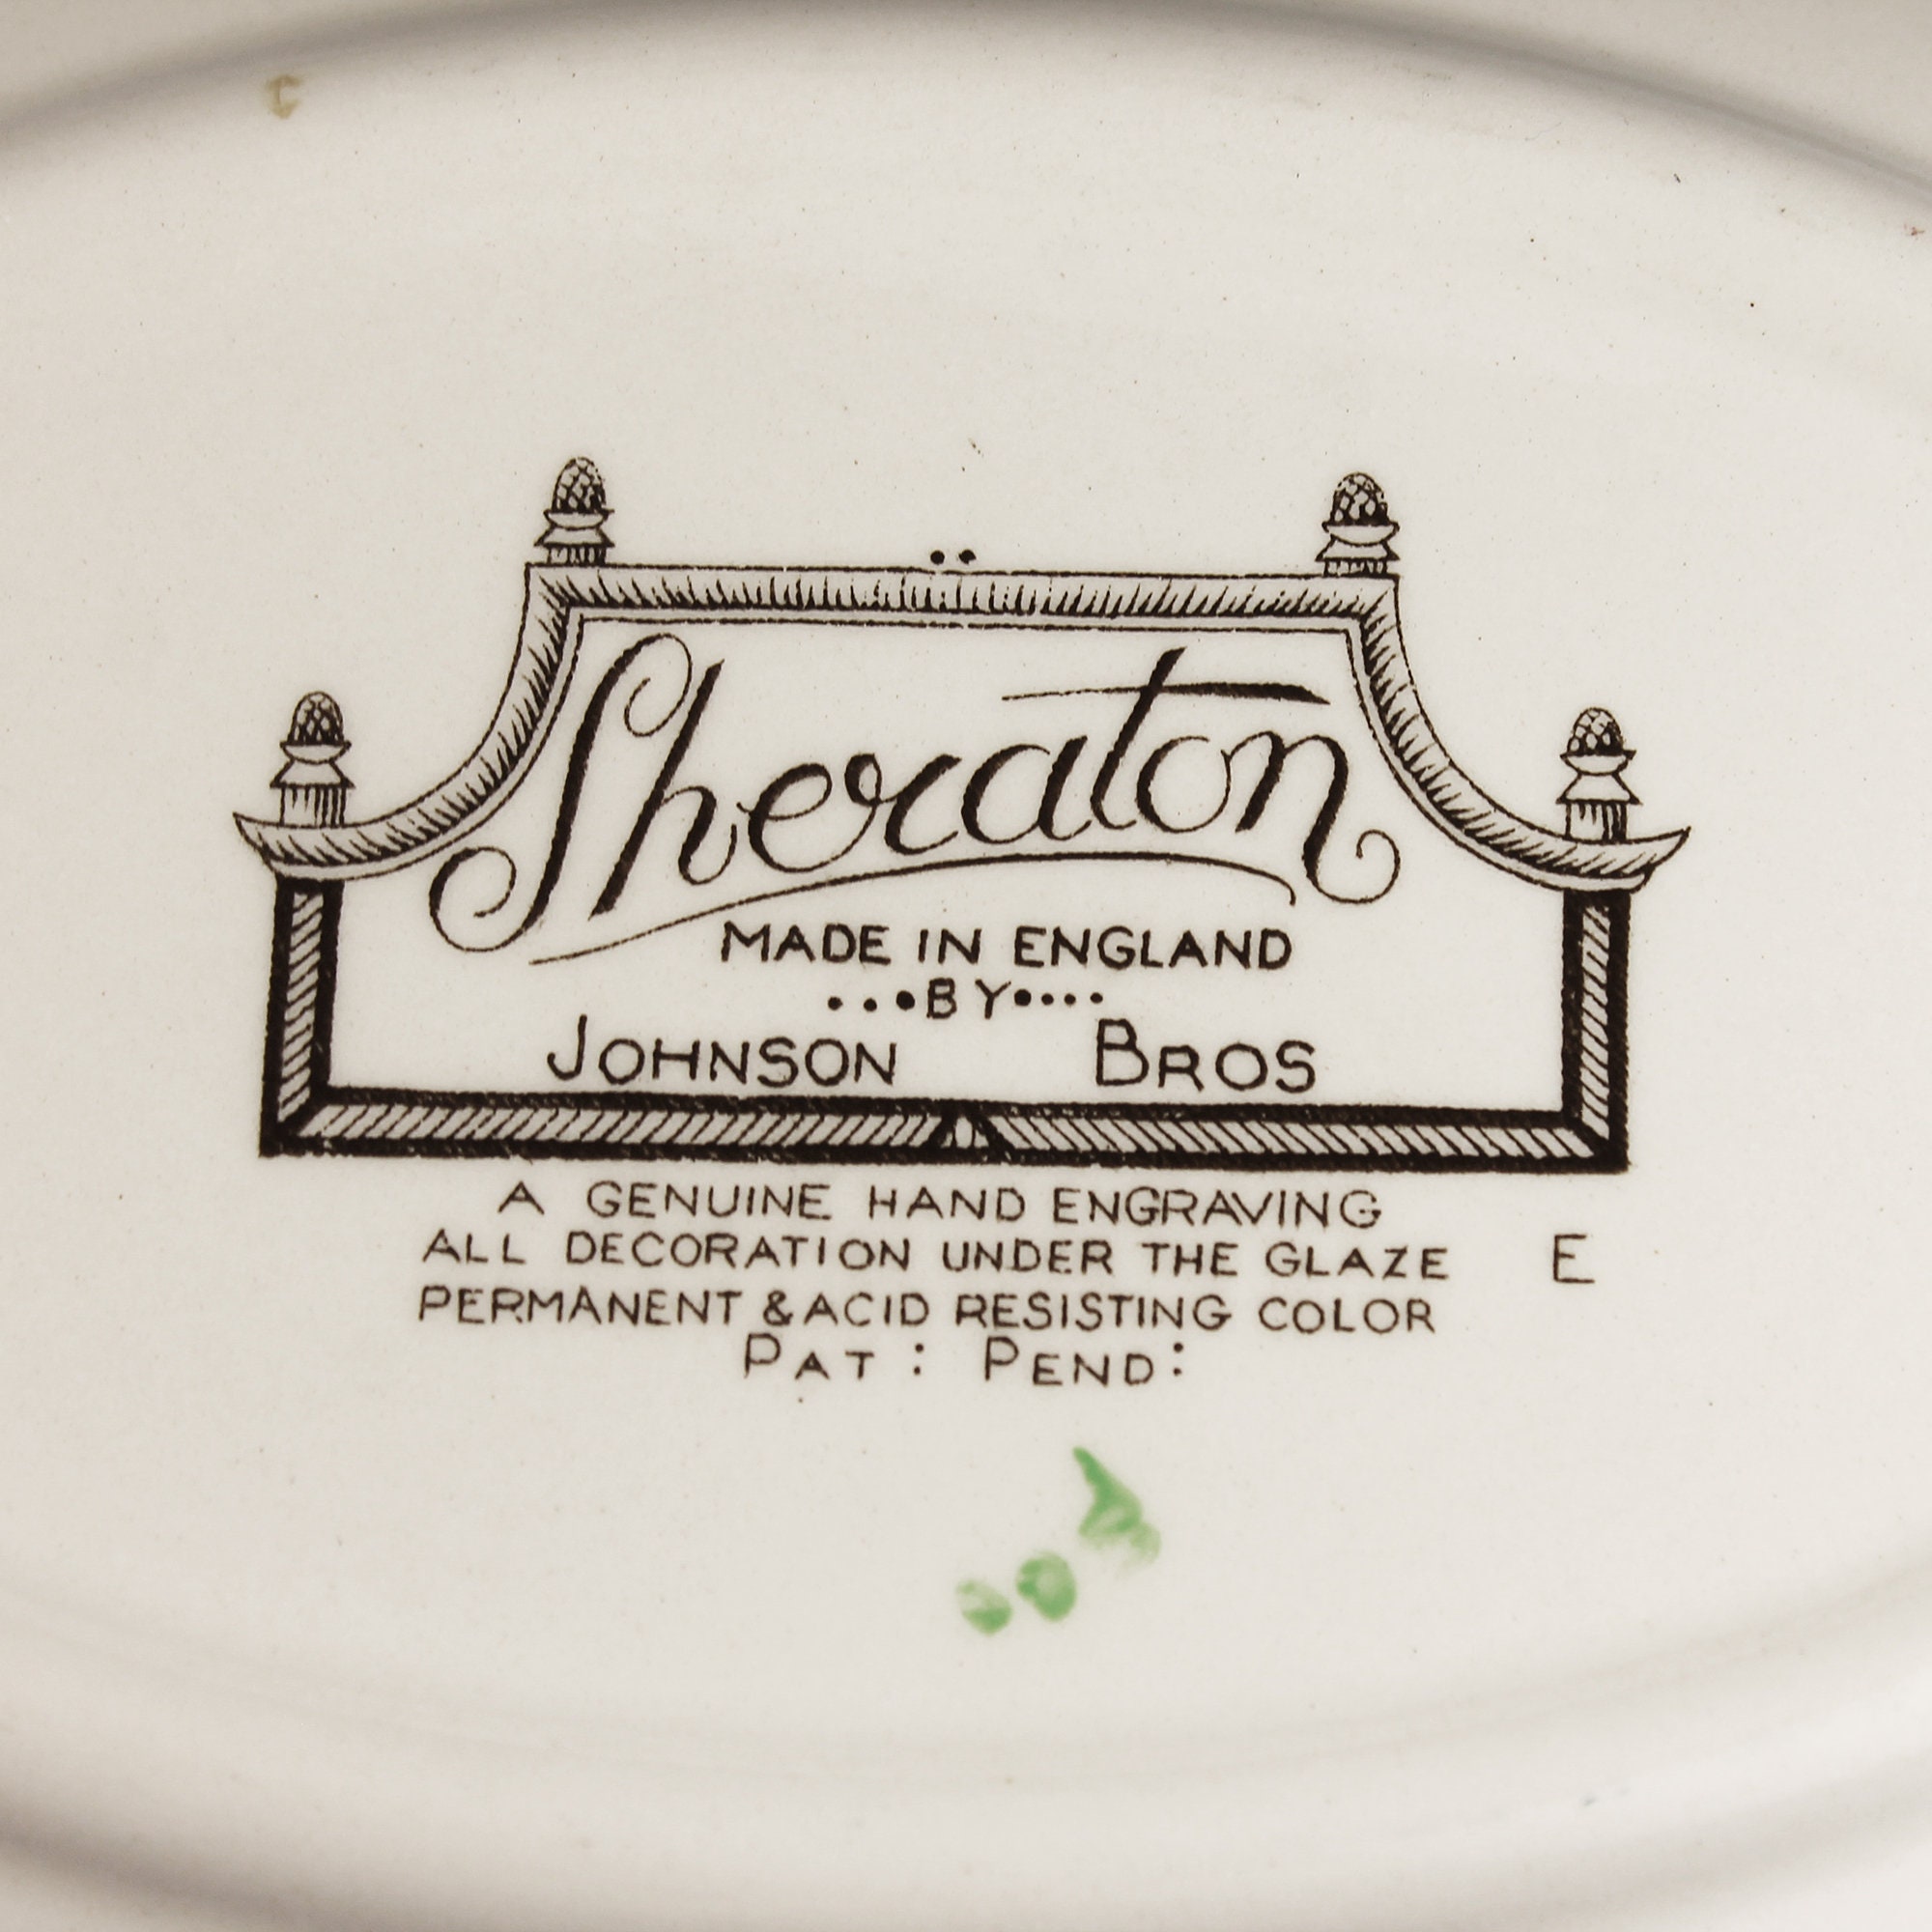 Sheraton
MADE IN ENGLAND
...•BY•....
JOHNSON BROS
A GENUINE HAND ENGRAVING
ALL DECORATION UNDER THE GLAZE E
PERMANENT & ACID RESISTING COLOR
PAT: PEND: